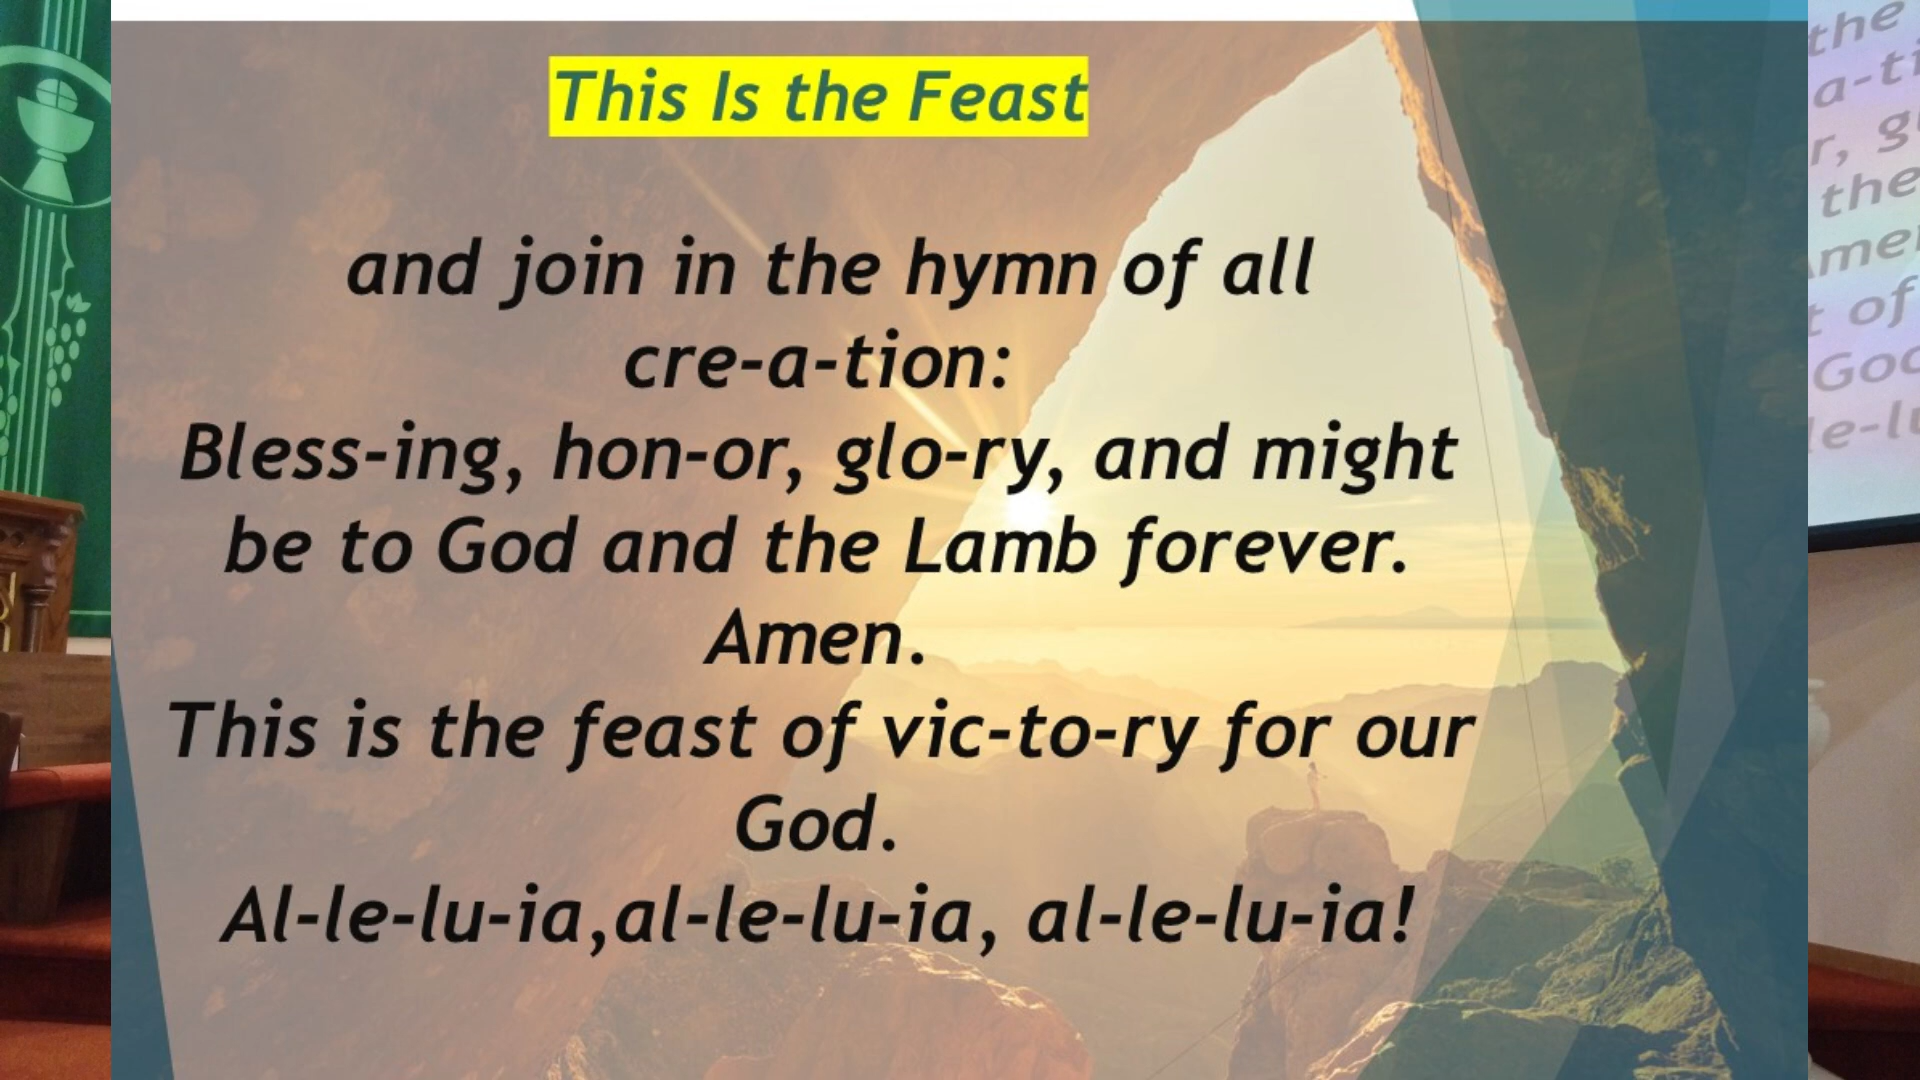 This Is the Feast
and join in the hymn of all
cre-a-tion:
Bless-ing, hon-or, glo-ry, and might
be to God and the Lamb forever.
Amen.
This is the feast of vic-to-ry for our
God.
Al-le-lu-ia,al-le-lu-ia, al-le-lu-ia!
the
of